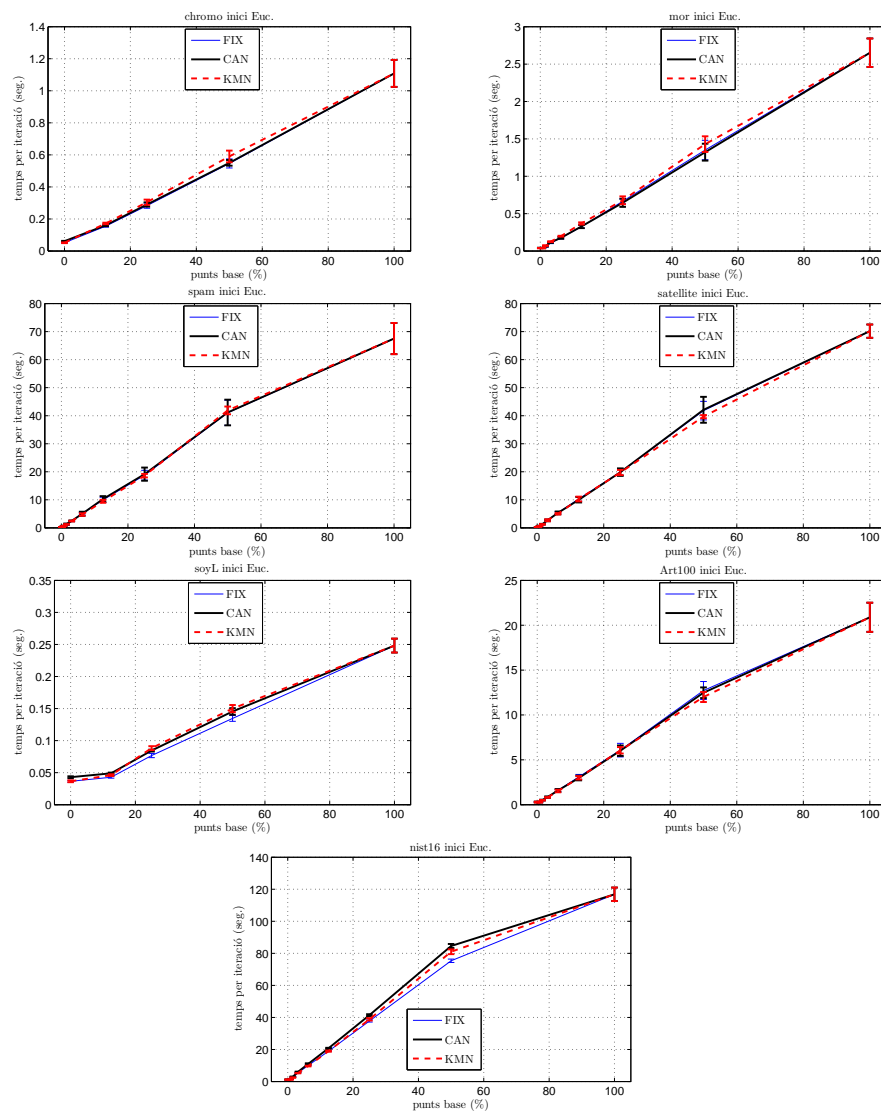 chromo inici Euc.
1.4
1.2
1
0.8
0.6
0.4
0.2
0
temps per iteració (seg.)
FIX
CAN
KMN
0 20 40 60 80 100
punts base (%)
mor inici Euc.
3
2.5
2
1.5
1
0.5
0
temps per iteració (seg.)
FIX
CAN
KMN
0 20 40 60 80 100
punts base (%)
spam inici Euc.
80
70
60
50
40
30
20
10
0
temps per iteració (seg.)
FIX
CAN
KMN
0 20 40 60 80 100
punts base (%)
satellite inici Euc.
80
70
60
50
40
30
20
10
0
temps per iteració (seg.)
FIX
CAN
KMN
0 20 40 60 80 100
punts base (%)
soyL inici Euc.
0.35
0.3
0.25
0.2
0.15
0.1
0.05
0
temps per iteració (seg.)
FIX
CAN
KMN
0 20 40 60 80 100
punts base (%)
Art100 inici Euc.
25
20
15
10
5
0
temps per iteració (seg.)
FIX
CAN
KMN
0 20 40 60 80 100
punts base (%)
nist16 inici Euc.
140
120
100
80
60
40
20
0
temps per iteració (seg.)
FIX
CAN
KMN
0 20 40 60 80 100
punts base (%)